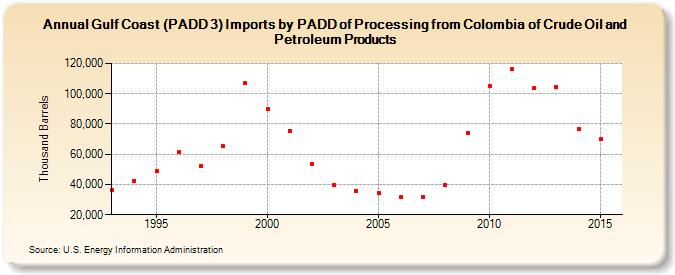 Annual Gulf Coast (PADD 3) Imports by PADD of Processing from Colombia of Crude Oil and
Petroleum Products
Thousand Barrels
120,000
100,000
80,000
60,000
40,000
20,000
1995
2000
2005
2010
2015
Source: U.S. Energy Information Administration